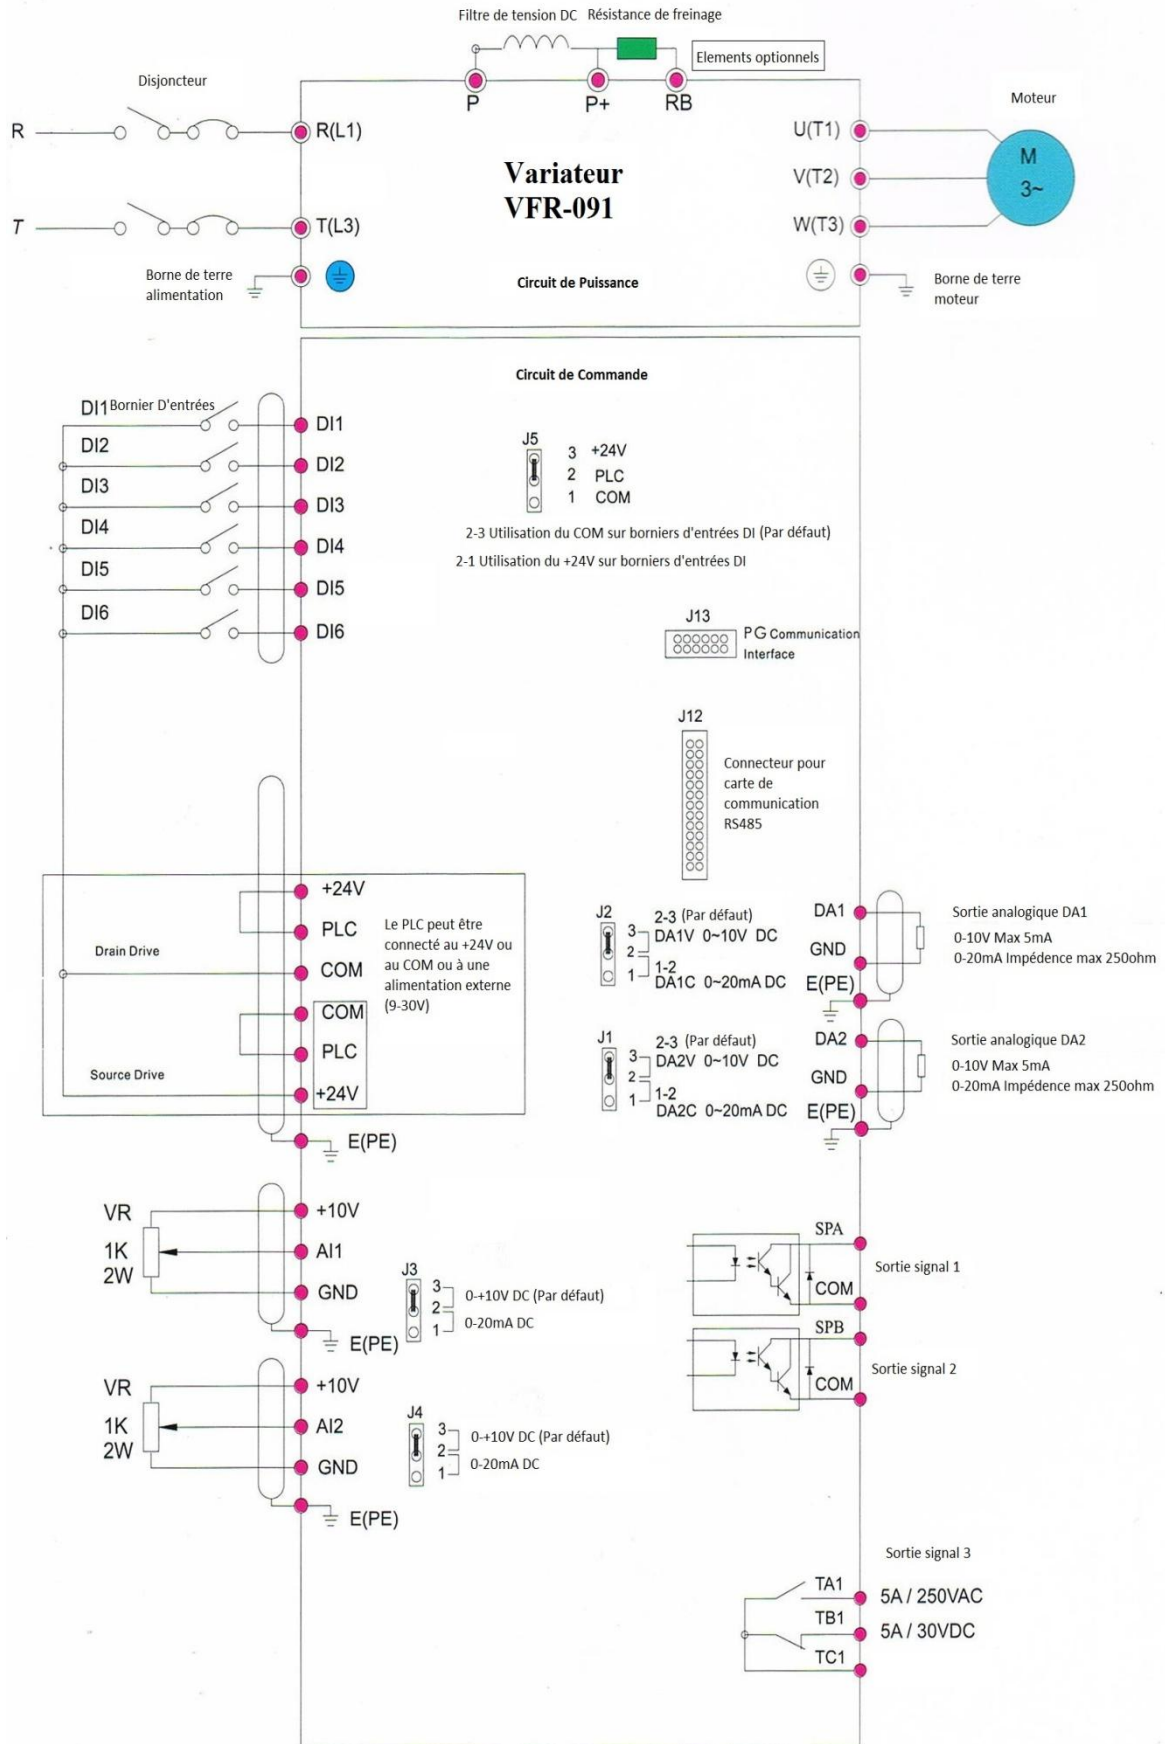 Filtre de tension DC Résistance de freinage
Elements optionnels
P P+ RB
Disjoncteur
Moteur
R R(L1)
U(T1)
M
3~
Variateur
VFR-091
V(T2)
T T(L3)
W(T3)
Borne de terre
alimentation
Circuit de Puissance
Borne de terre
moteur
Circuit de Commande
DI1 Bornier D'entrées
DI1
DI2
DI2
DI3
DI3
DI4
DI4
DI5
DI5
DI6
DI6
J5
3 +24V
2 PLC
1 COM
2-3 Utilisation du COM sur borniers d'entrées DI (Par défaut)
2-1 Utilisation du +24V sur borniers d'entrées DI
J13
PG Communication
Interface
J12
Connecteur pour
carte de
communication
RS485
+24V
PLC
COM
COM
PLC
+24V
Drain Drive
Source Drive
Le PLC peut être
connecté au +24V ou
au COM ou à une
alimentation externe
(9-30V)
E(PE)
J2
3
2
1
2-3 (Par défaut)
DA1V 0~10V DC
1-2
DA1C 0~20mA DC
DA1
GND
E(PE)
Sortie analogique DA1
0-10V Max 5mA
0-20mA Impédence max 250ohm
J1
3
2
1
2-3 (Par défaut)
DA2V 0~10V DC
1-2
DA2C 0~20mA DC
DA2
GND
E(PE)
Sortie analogique DA2
0-10V Max 5mA
0-20mA Impédence max 250ohm
VR
1K
2W
+10V
AI1
GND
E(PE)
J3
3
2
1
0-+10V DC (Par défaut)
0-20mA DC
VR
1K
2W
+10V
AI2
GND
E(PE)
J4
3
2
1
0-+10V DC (Par défaut)
0-20mA DC
SPA
COM
Sortie signal 1
SPB
COM
Sortie signal 2
Sortie signal 3
TA1 5A / 250VAC
TB1 5A / 30VDC
TC1